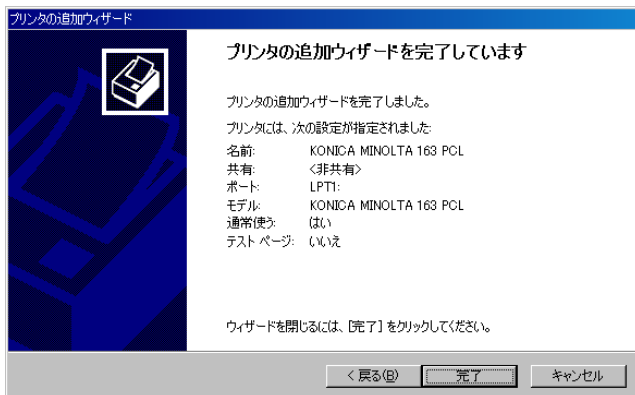 プリンタの追加ウィザード
プリンタの追加ウィザードを完了しています
プリンタの追加ウィザードを完了しました。
プリンタには、次の設定が指定されました:
名前: KONICA MINOLTA 163 PCL
共有: <非共有>
ポート: LPT1:
モデル: KONICA MINOLTA 163 PCL
通常使う: はい
テスト ページ: いいえ
ウィザードを閉じるには、[完了] をクリックしてください。
< 戻る(B) 完了 キャンセル